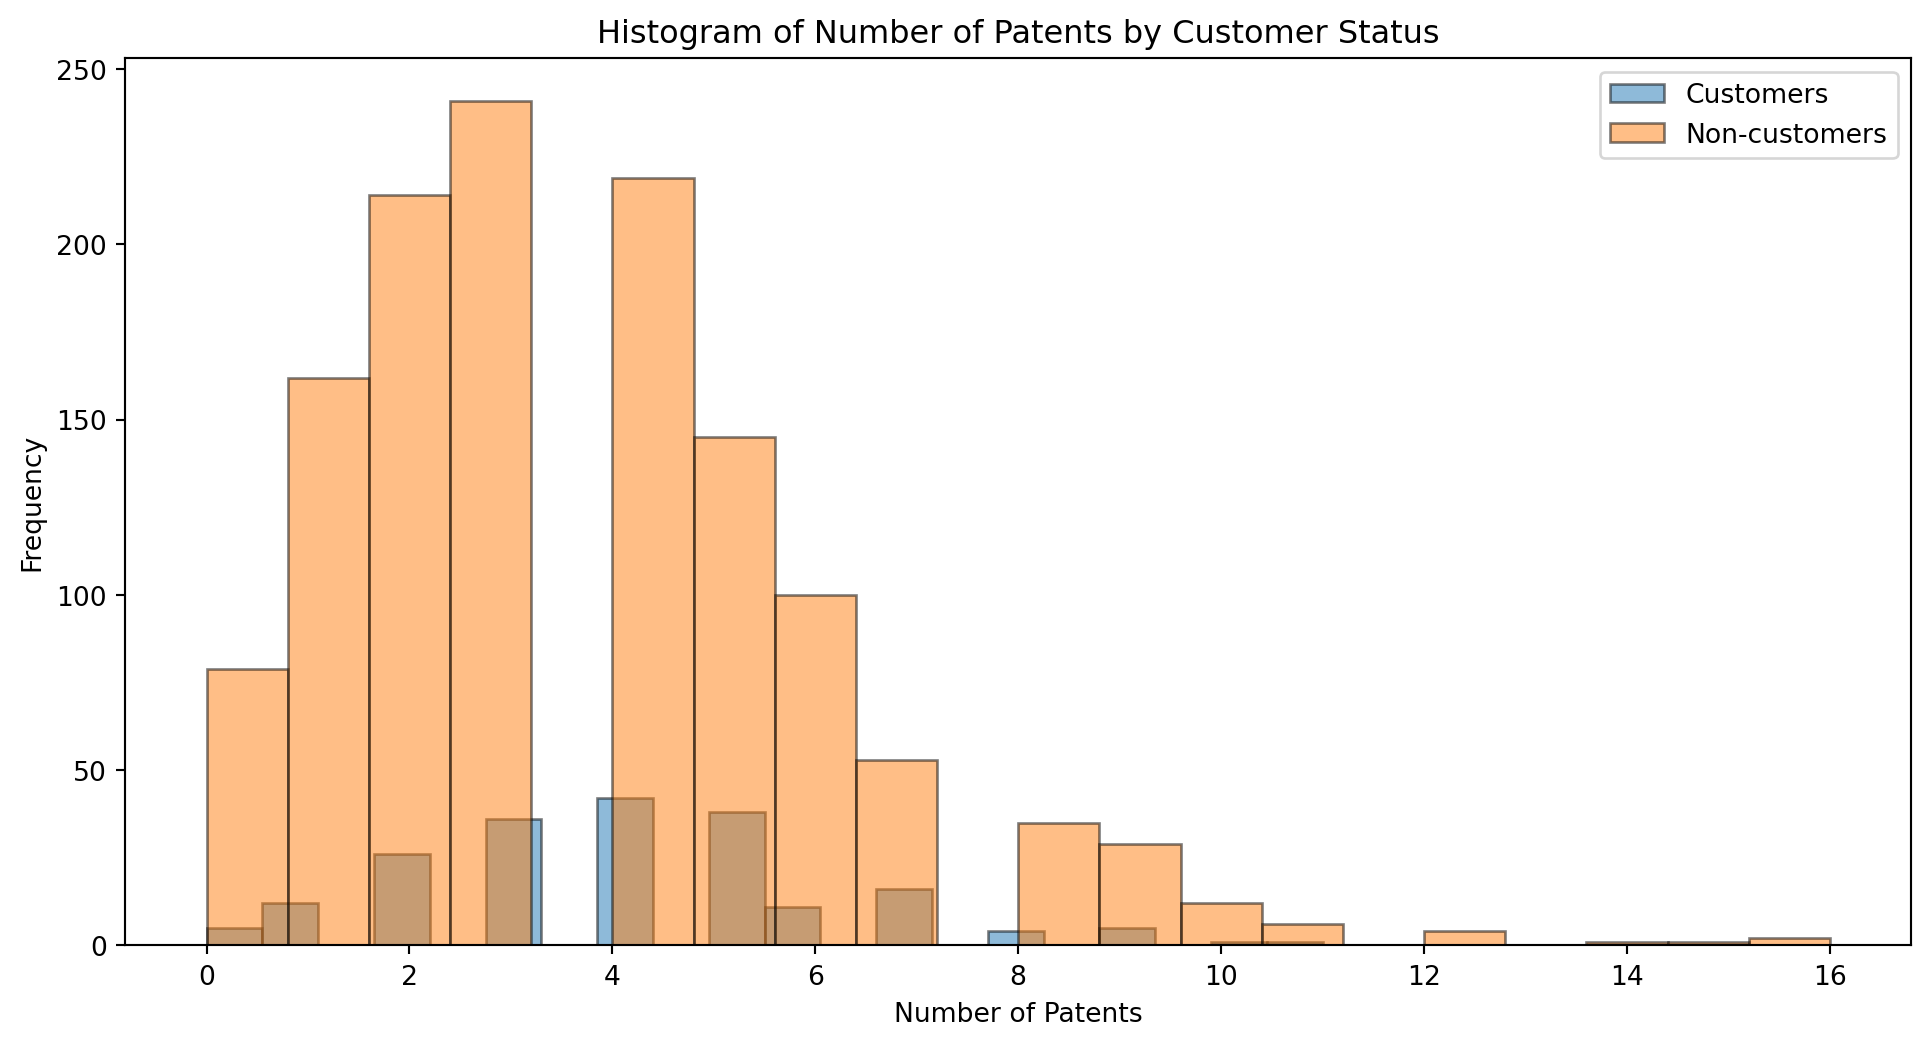 Histogram of Number of Patents by Customer Status
250
200
150
100
50
0
Frequency
Customers
Non-customers
0 2 4 6 8 10 12 14 16
Number of Patents